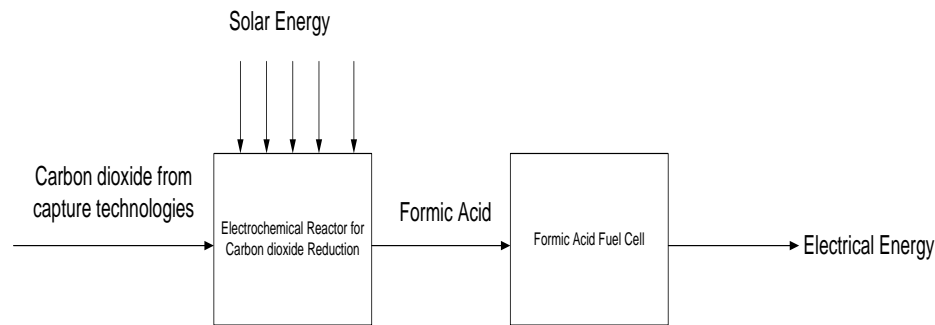 Solar Energy
Carbon dioxide from
capture technologies
Electrochemical Reactor for
Carbon dioxide Reduction
Formic Acid
Formic Acid Fuel Cell
Electrical Energy